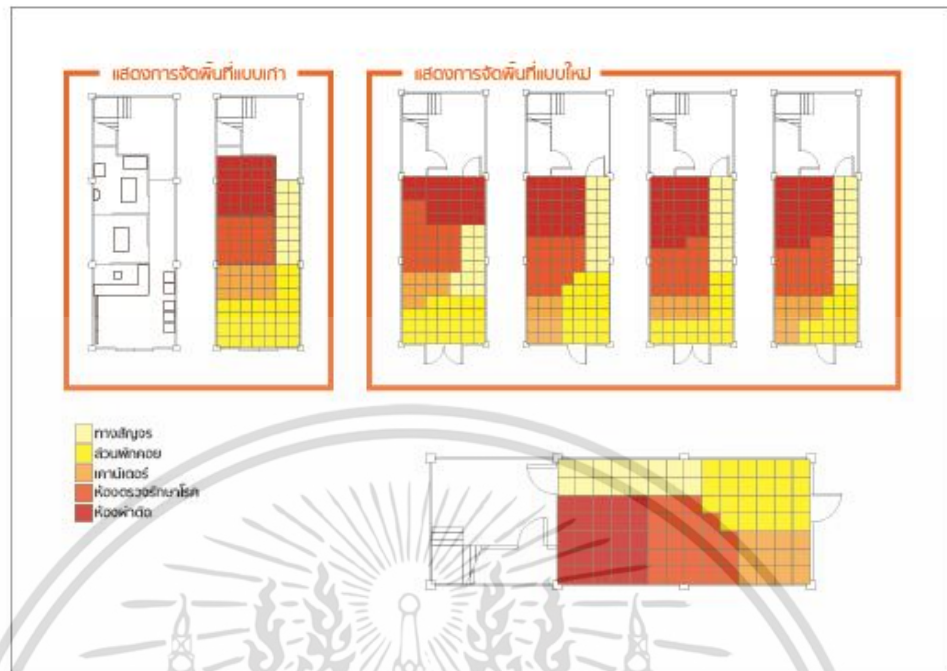 แสดงการจัดพื้นที่แบบเก่า
แสดงการจัดพื้นที่แบบใหม่
ทางสัญจร
ส่วนพักคอย
เคาน์เตอร์
ห้องตรวจรักษาโรค
ห้องผ่าตัด